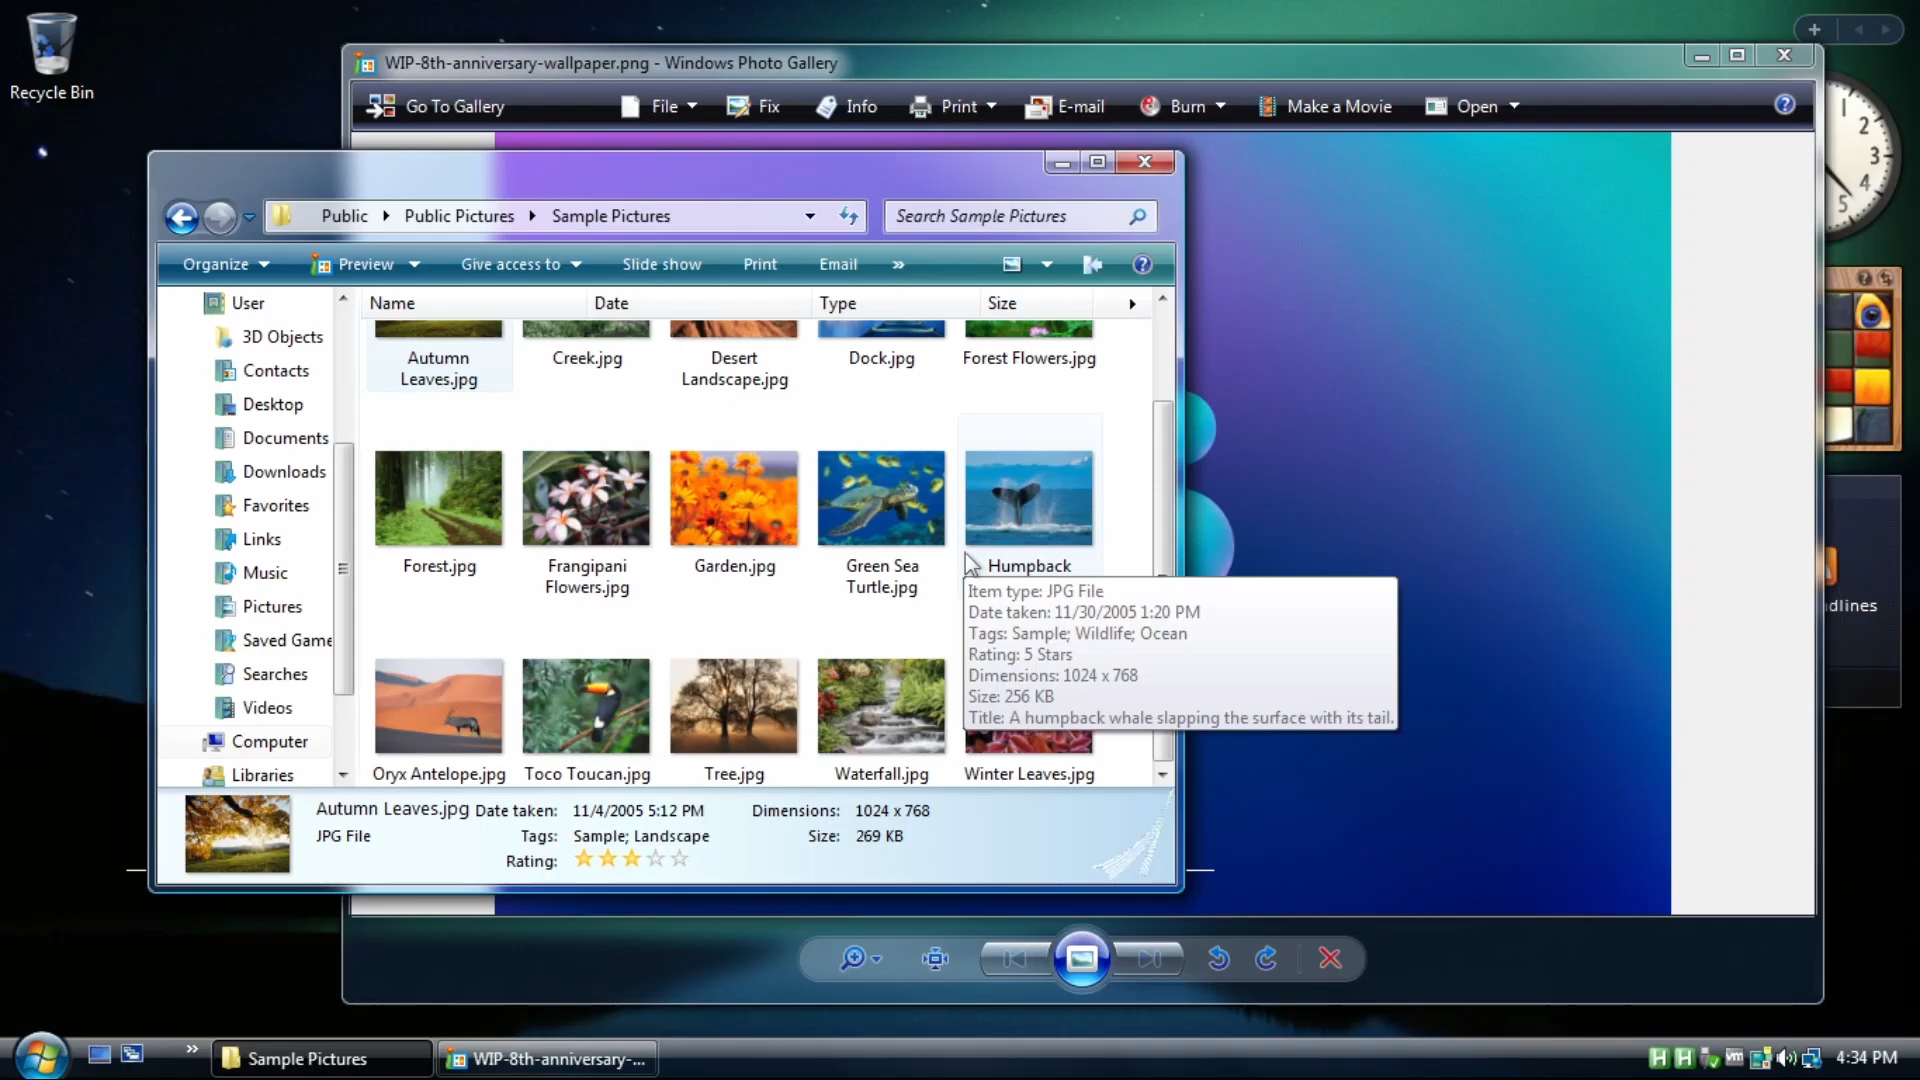 Recycle Bin
WIP-8th-anniversary-wallpaper.png - Windows Photo Gallery
Go To Gallery File Fix Info Print E-mail Burn Make a Movie Open
Public Public Pictures Sample Pictures
Search Sample Pictures
Organize Preview Give access to Slide show Print Email »
User
3D Objects
Contacts
Desktop
Documents
Downloads
Favorites
Links
Music
Pictures
Saved Game
Searches
Videos
Computer
Libraries
Name Date Type Size
Autumn
Leaves.jpg
Creek.jpg
Desert
Landscape.jpg
Dock.jpg
Forest Flowers.jpg
Forest.jpg
Frangipani
Flowers.jpg
Garden.jpg
Green Sea
Turtle.jpg
Humpback
Item type: JPG File
Date taken: 11/30/2005 1:20 PM
Tags: Sample; Wildlife; Ocean
Rating: 5 Stars
Dimensions: 1024 x 768
Size: 256 KB
Title: A humpback whale slapping the surface with its tail.
Oryx Antelope.jpg
Toco Toucan.jpg
Tree.jpg
Waterfall.jpg
Winter Leaves.jpg
Autumn Leaves.jpg Date taken: 11/4/2005 5:12 PM Dimensions: 1024 x 768
JPG File Tags: Sample; Landscape Size: 269 KB
Rating:
1
2
3
4
5
dlines
» Sample Pictures WIP-8th-anniversary-... H H vm 4:34 PM